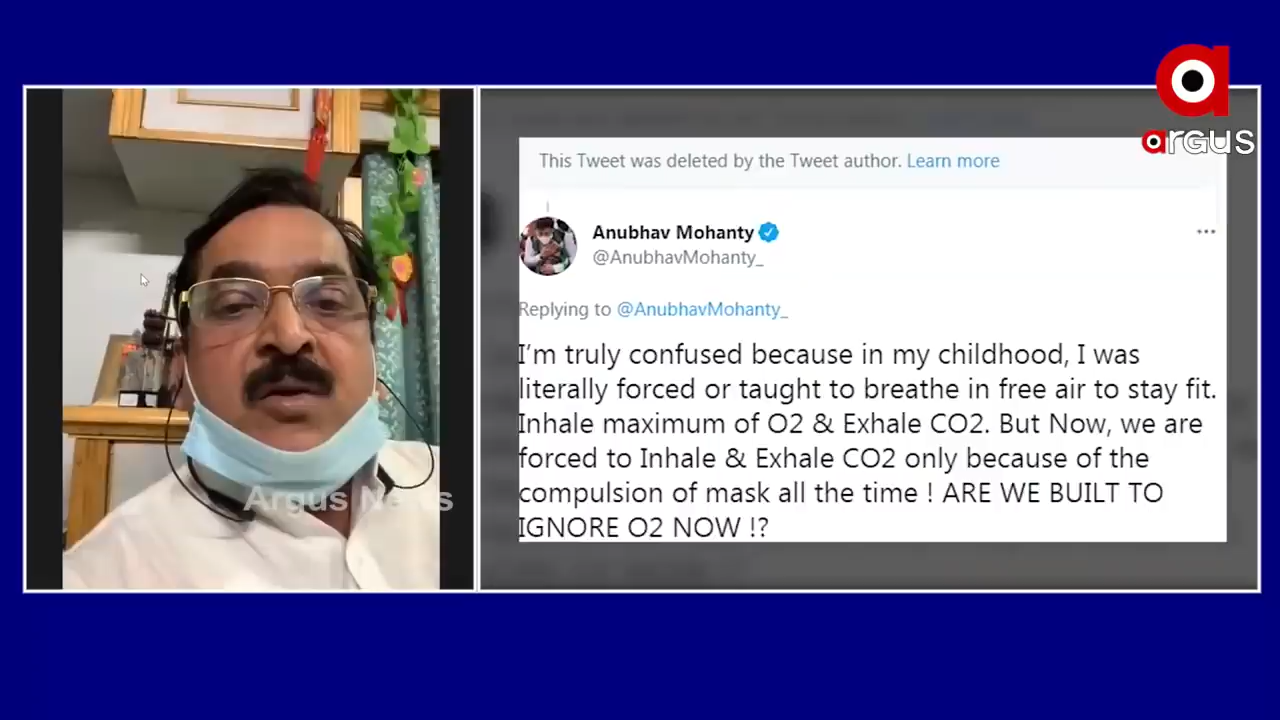 argus
This Tweet was deleted by the Tweet author. Learn more
Anubhav Mohanty
@AnubhavMohanty_
Replying to @AnubhavMohanty_
I'm truly confused because in my childhood, I was
literally forced or taught to breathe in free air to stay fit.
Inhale maximum of O2 & Exhale CO2. But Now, we are
forced to Inhale & Exhale CO2 only because of the
compulsion of mask all the time ! ARE WE BUILT TO
IGNORE O2 NOW !?
Argus News